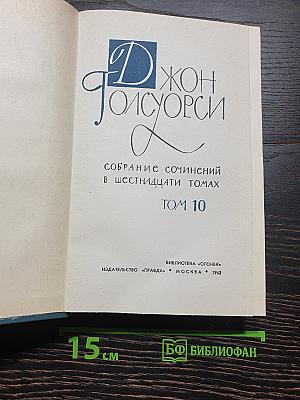 ДЖОН
ГОЛСУОРСИ
СОБРАНИЕ СОЧИНЕНИЙ
В ШЕСТНАДЦАТИ ТОМАХ
ТОМ 10
БИБЛИОТЕКА «ОГОНЕК»
ИЗДАТЕЛЬСТВО «ПРАВДА» • МОСКВА • 1962
15 см
БФ БИБЛИОФАН